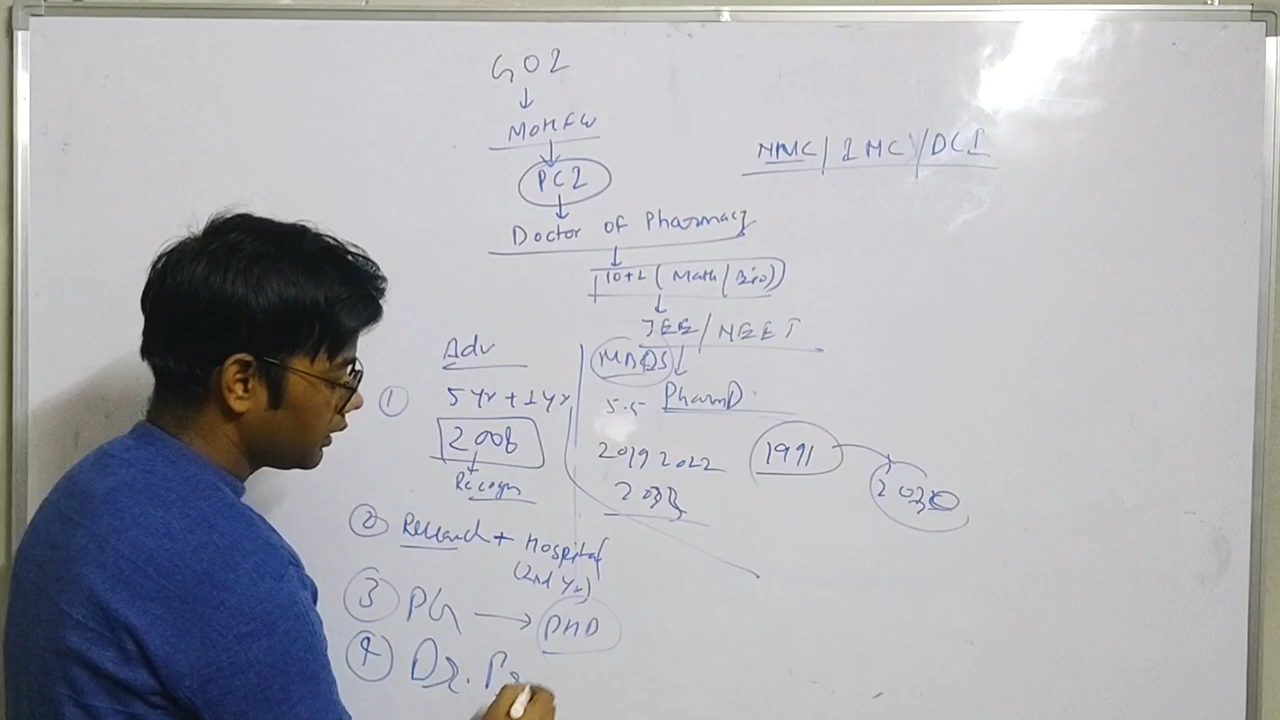 GOI
MOHFW
PCI
NMC / IMC / DCI
Doctor of Pharmacy
10+2 ( Math / Bio )
JEE / NEET
MBBS
PharmD
5.5
Adv
① 5 Yr + 1 Yr
2008
Recogn
2019 2022
1991
2030
② Research + Hospital
(2nd Yr)
③ PG → PHD
④ Dr.